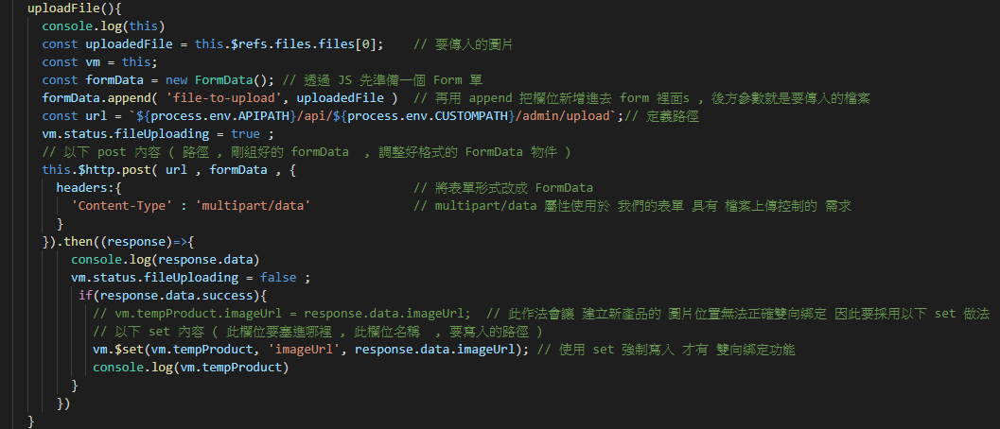 uploadFile(){
console.log(this)
const uploadedFile = this.$refs.files.files[0];    // 要傳入的圖片
const vm = this;
const formData = new FormData(); // 透過 JS 先準備一個 Form 單
formData.append( 'file-to-upload', uploadedFile )  // 再用 append 把欄位新增進去 form 裡面s , 後方參數就是要傳入的檔案
const url = `${process.env.APIPATH}/api/${process.env.CUSTOMPATH}/admin/upload`;// 定義路徑
vm.status.fileUploading = true ;
// 以下 post 內容 ( 路徑 , 剛組好的 formData  , 調整好格式的 FormData 物件 )
this.$http.post( url , formData , {
headers:{                                       // 將表單形式改成 FormData
'Content-Type' : 'multipart/data'             // multipart/data 屬性使用於 我們的表單 具有 檔案上傳控制的 需求
}
}).then((response)=>{
console.log(response.data)
vm.status.fileUploading = false ;
if(response.data.success){
// vm.tempProduct.imageUrl = response.data.imageUrl;  // 此作法會讓 建立新產品的 圖片位置無法正確雙向綁定 因此要採用以下 set 做法
// 以下 set 內容 ( 此欄位要塞進哪裡 , 此欄位名稱  , 要寫入的路徑 )
vm.$set(vm.tempProduct, 'imageUrl', response.data.imageUrl); // 使用 set 強制寫入 才有 雙向綁定功能
console.log(vm.tempProduct)
}
})
}